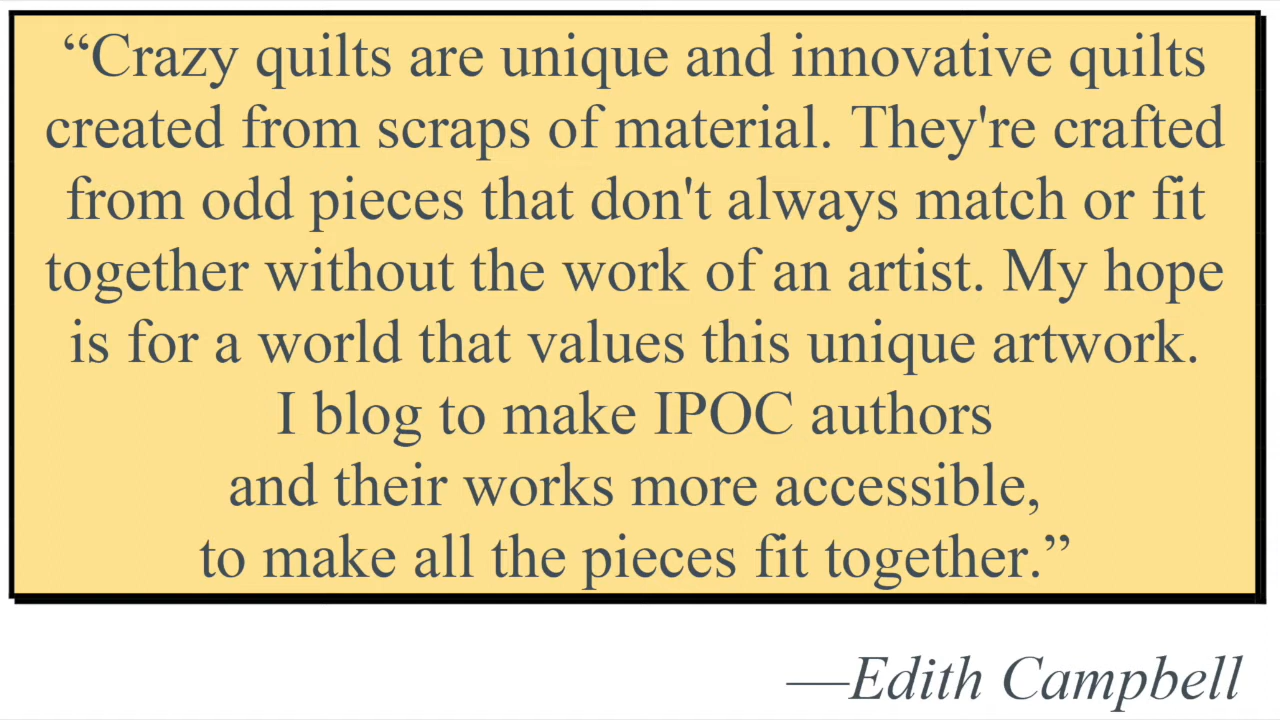 “Crazy quilts are unique and innovative quilts
created from scraps of material. They're crafted
from odd pieces that don't always match or fit
together without the work of an artist. My hope
is for a world that values this unique artwork.
I blog to make IPOC authors
and their works more accessible,
to make all the pieces fit together.”
—Edith Campbell